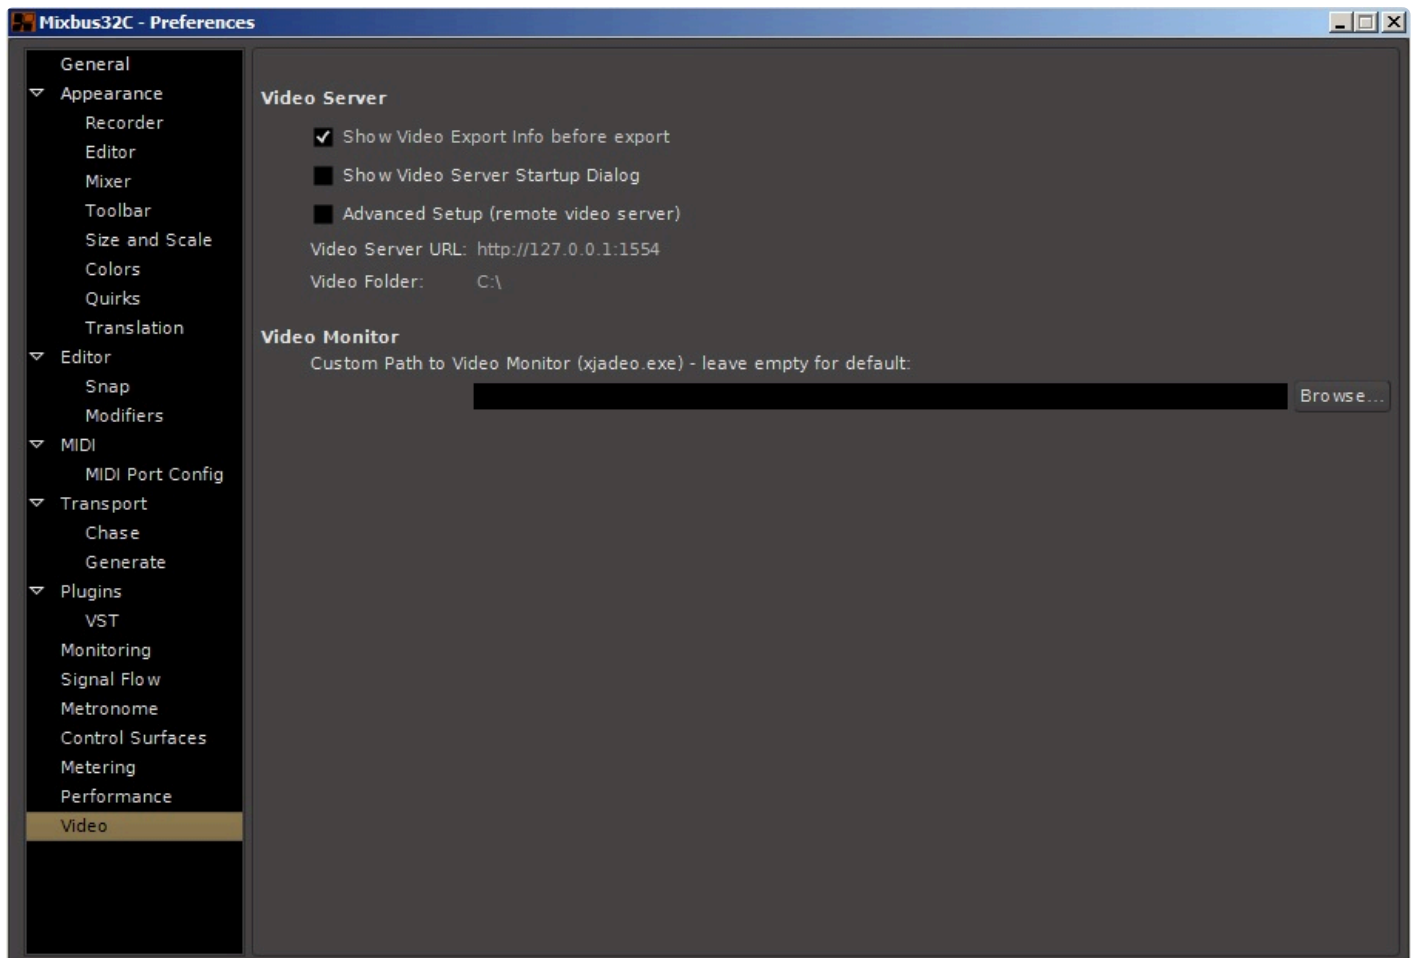 Mixbus32C - Preferences
General
Appearance
Recorder
Editor
Mixer
Toolbar
Size and Scale
Colors
Quirks
Translation
Editor
Snap
Modifiers
MIDI
MIDI Port Config
Transport
Chase
Generate
Plugins
VST
Monitoring
Signal Flow
Metronome
Control Surfaces
Metering
Performance
Video
Video Server
Show Video Export Info before export
Show Video Server Startup Dialog
Advanced Setup (remote video server)
Video Server URL: http://127.0.0.1:1554
Video Folder: C:\
Video Monitor
Custom Path to Video Monitor (xjadeo.exe) - leave empty for default:
Browse...